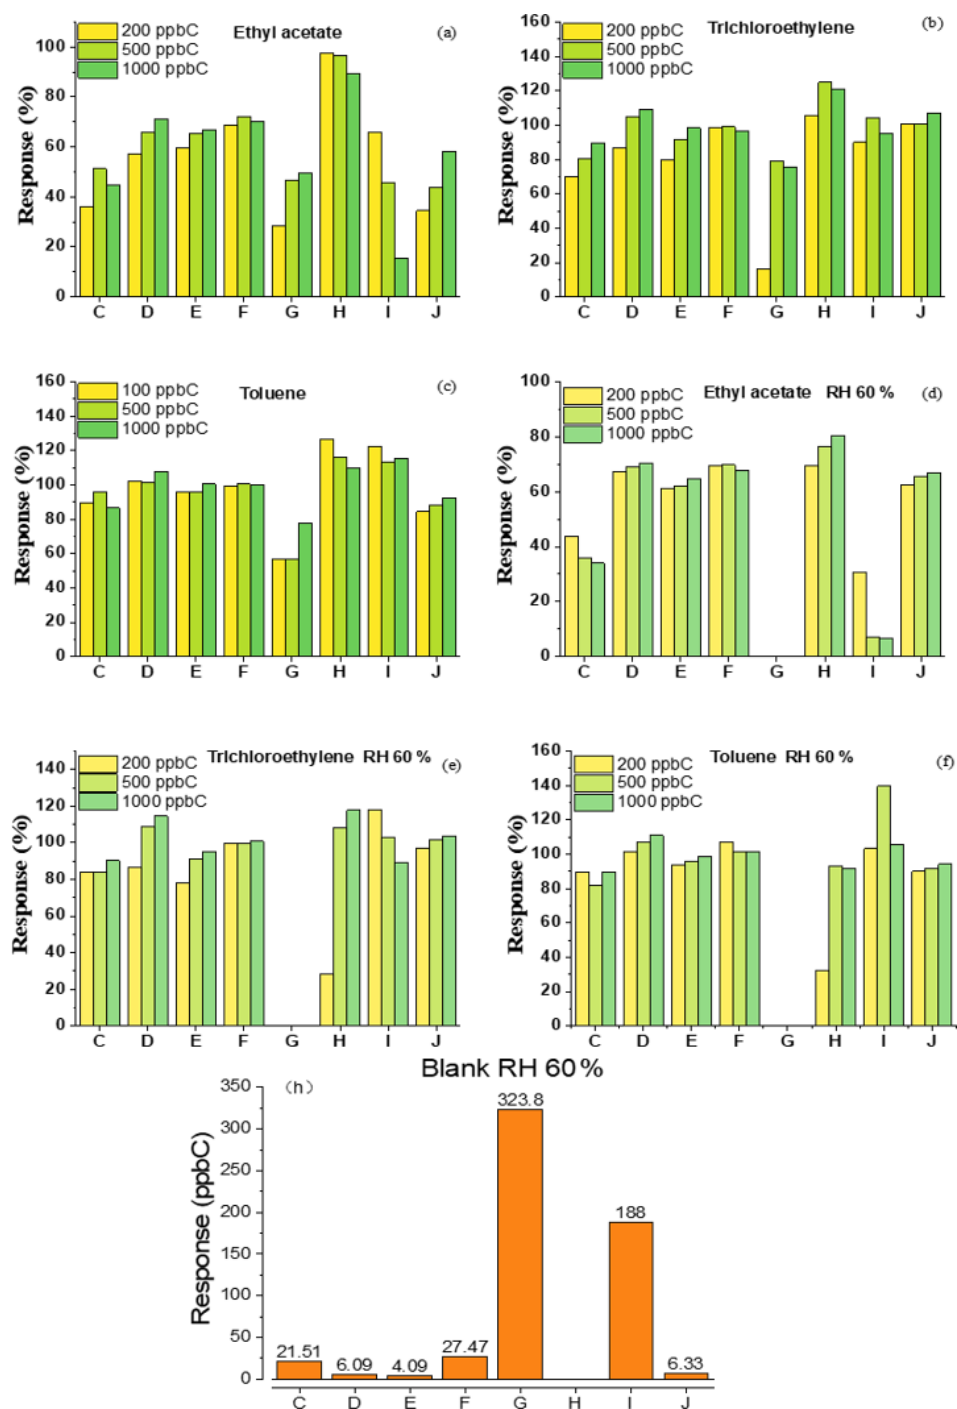 Ethyl acetate (a)
200 ppbC
500 ppbC
1000 ppbC
Response (%)
100
80
60
40
20
0
C D E F G H I J
Trichloroethylene (b)
200 ppbC
500 ppbC
1000 ppbC
Response (%)
160
140
120
100
80
60
40
20
0
C D E F G H I J
Toluene (c)
100 ppbC
500 ppbC
1000 ppbC
Response (%)
160
140
120
100
80
60
40
20
0
C D E F G H I J
Ethyl acetate RH 60 % (d)
200 ppbC
500 ppbC
1000 ppbC
Response (%)
100
80
60
40
20
0
C D E F G H I J
Trichloroethylene RH 60 % (e)
200 ppbC
500 ppbC
1000 ppbC
Response (%)
140
120
100
80
60
40
20
0
C D E F G H I J
Toluene RH 60 % (f)
200 ppbC
500 ppbC
1000 ppbC
Response (%)
160
140
120
100
80
60
40
20
0
C D E F G H I J
Blank RH 60%
(h)
Response (ppbC)
350
300
250
200
150
100
50
0
21.51
6.09
4.09
27.47
323.8
188
6.33
C D E F G H I J